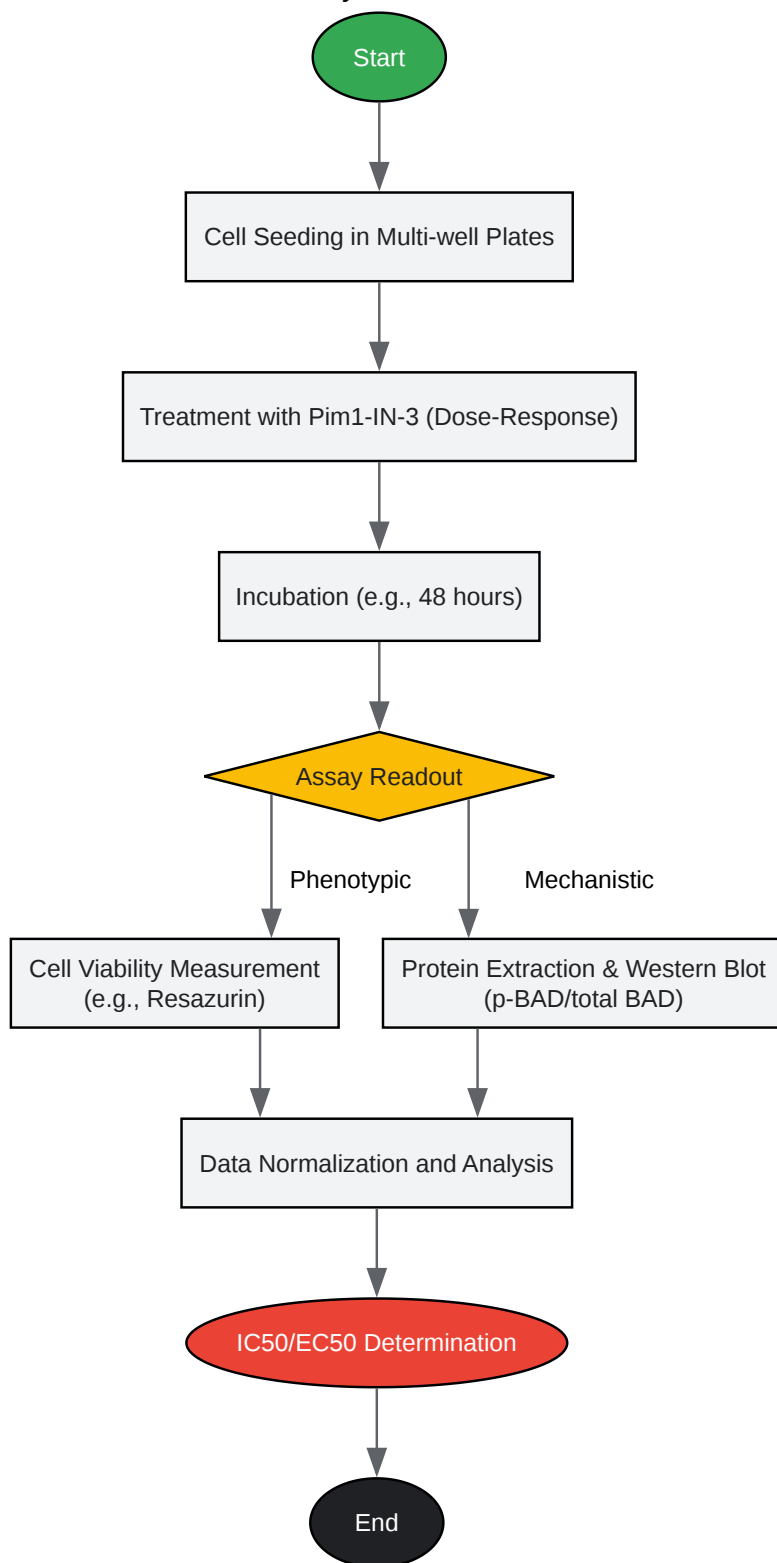 Start
Cell Seeding in Multi-well Plates
Treatment with Pim1-IN-3 (Dose-Response)
Incubation (e.g., 48 hours)
Assay Readout
Phenotypic
Mechanistic
Cell Viability Measurement
(e.g., Resazurin)
Protein Extraction & Western Blot
(p-BAD/total BAD)
Data Normalization and Analysis
IC50/EC50 Determination
End